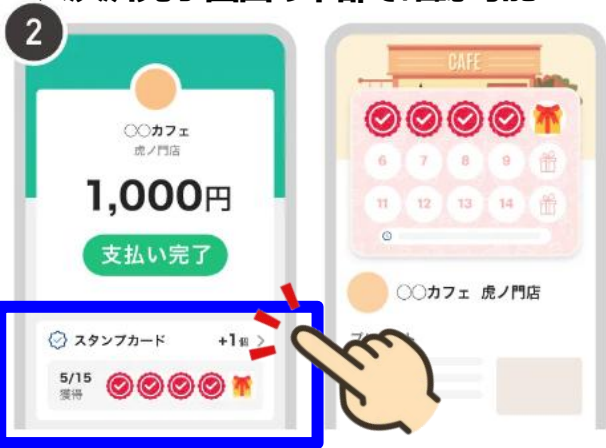 2
〇〇カフェ
虎ノ門店
1,000円
支払い完了
スタンプカード +1個 >
5/15
獲得
CAFE
6 7 8 9
11 12 13 14
〇〇カフェ 虎ノ門店